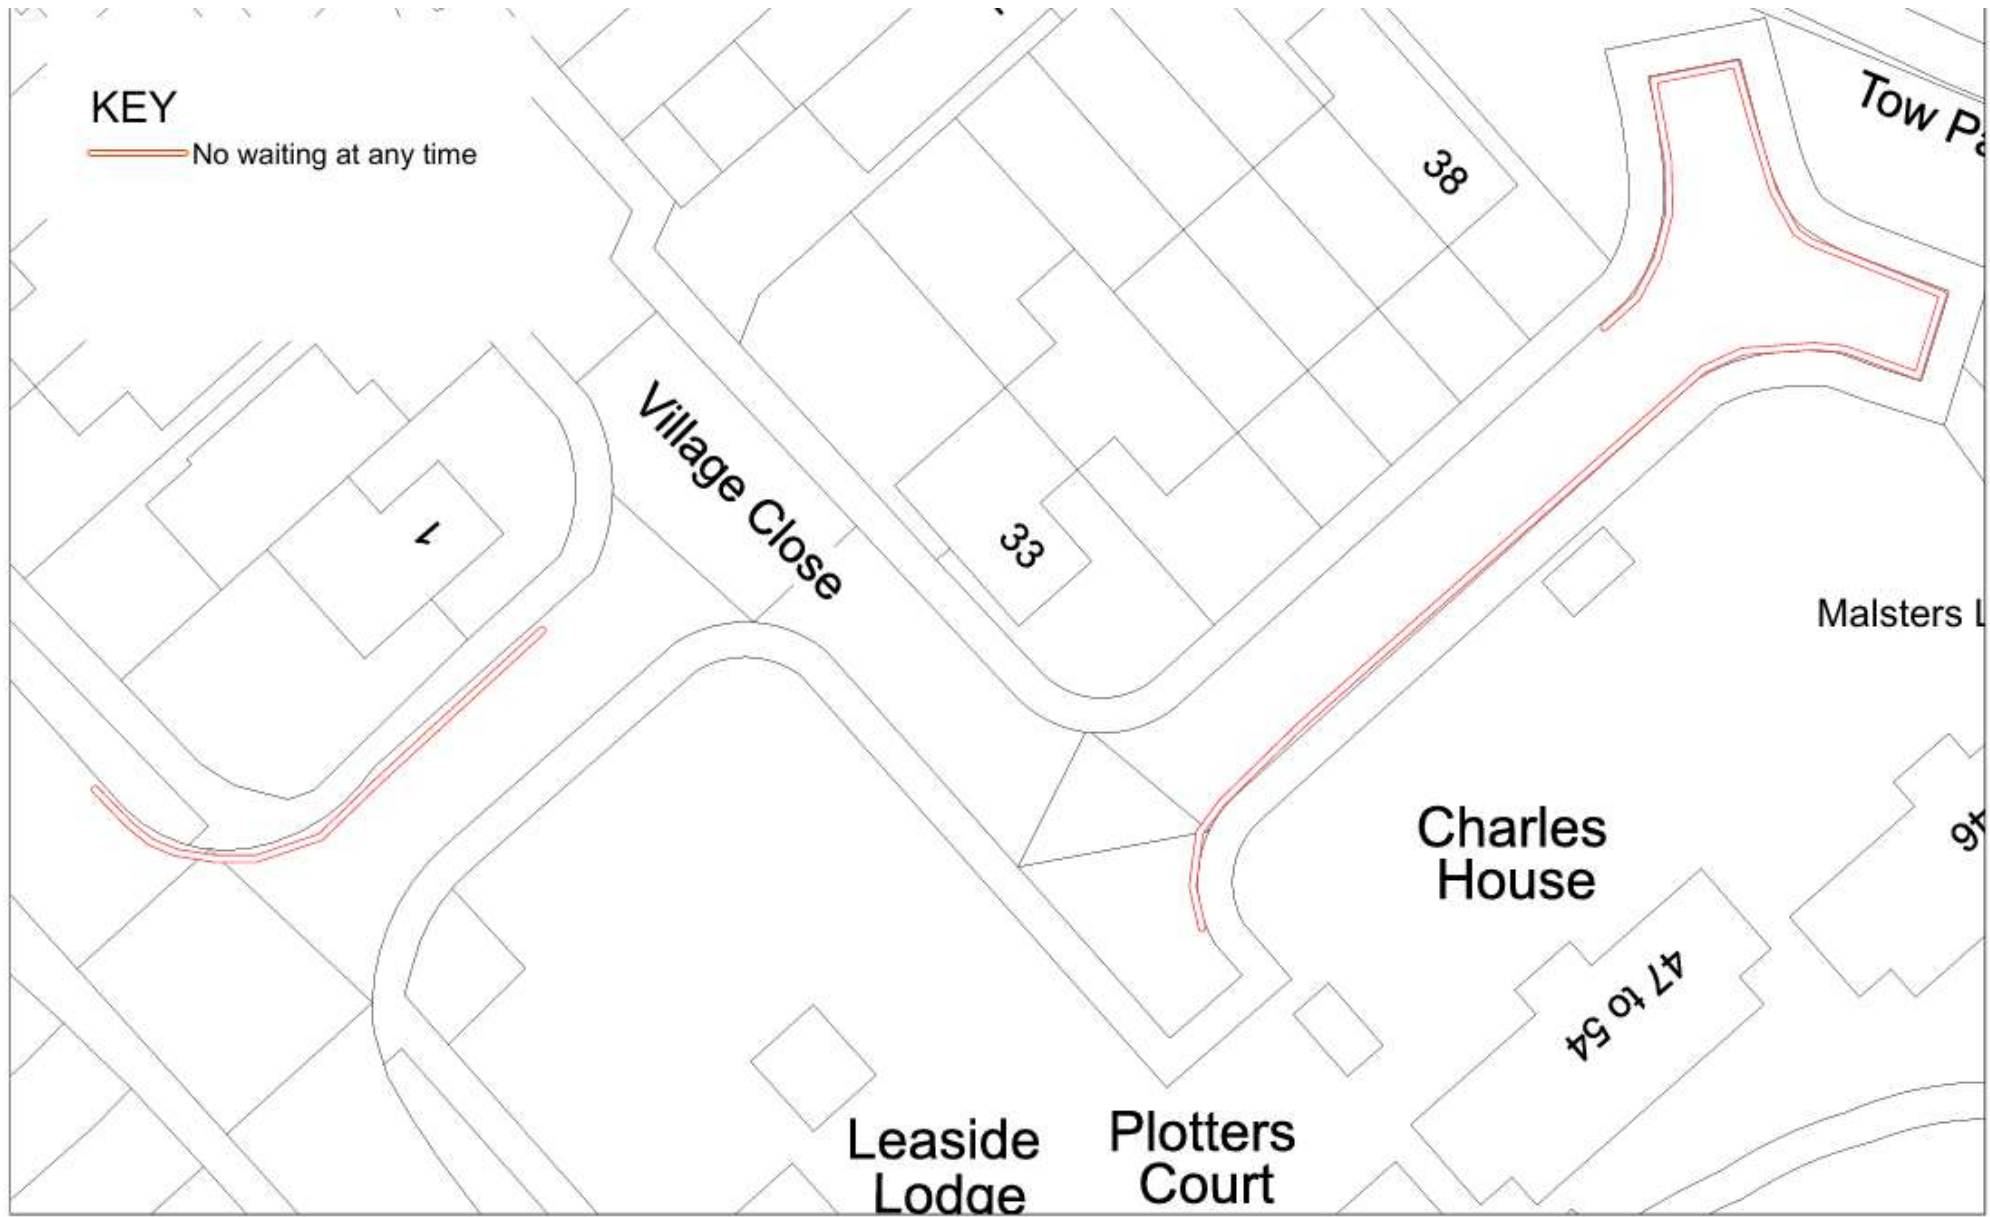 KEY
No waiting at any time
Tow
38
Village Close
33
1
Malsters
Charles
House
46
47 to 54
Leaside
Lodge
Plotters
Court